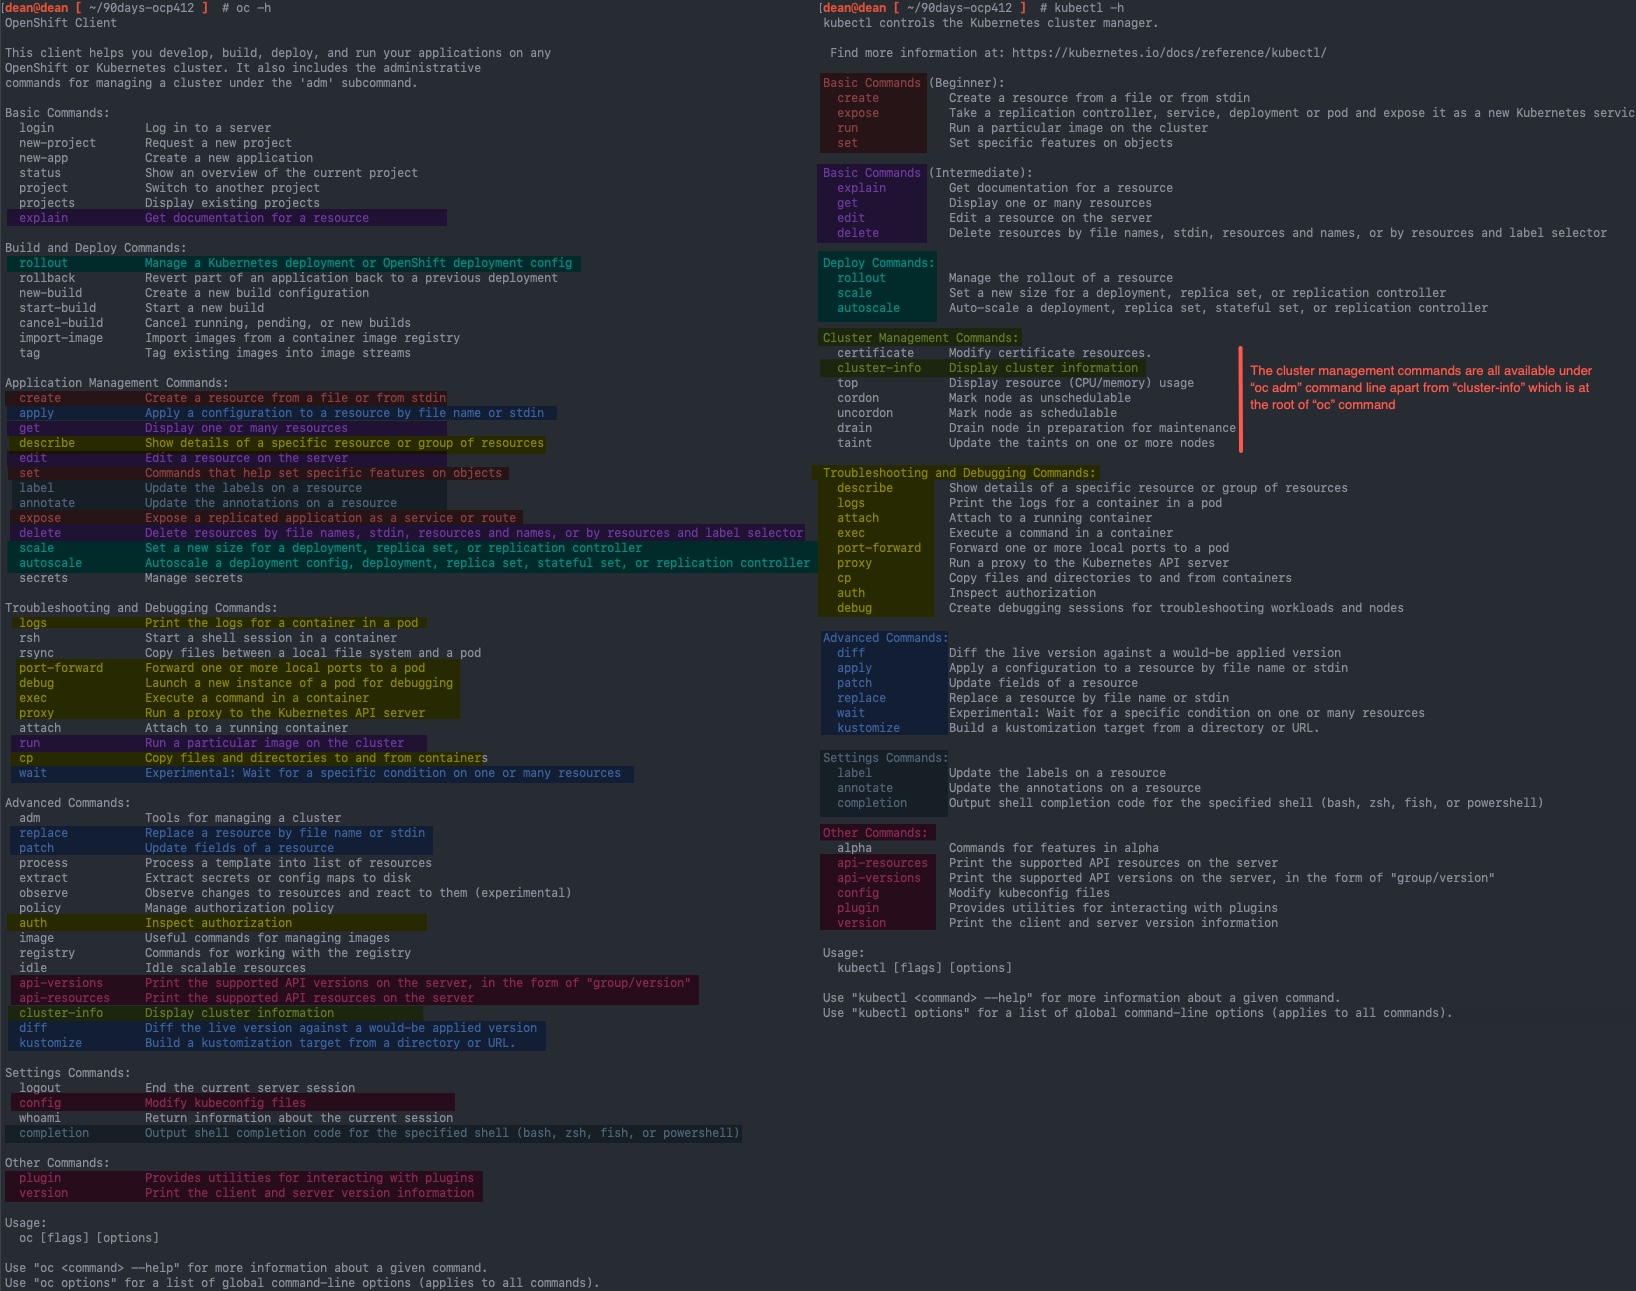 [dean@dean [ ~/90days-ocp412 ]  # oc -h
OpenShift Client
This client helps you develop, build, deploy, and run your applications on any
OpenShift or Kubernetes cluster. It also includes the administrative
commands for managing a cluster under the 'adm' subcommand.
Basic Commands:
login           Log in to a server
new-project     Request a new project
new-app         Create a new application
status          Show an overview of the current project
project         Switch to another project
projects        Display existing projects
explain         Get documentation for a resource
Build and Deploy Commands:
rollout         Manage a Kubernetes deployment or OpenShift deployment config
rollback        Revert part of an application back to a previous deployment
new-build       Create a new build configuration
start-build     Start a new build
cancel-build    Cancel running, pending, or new builds
import-image    Import images from a container image registry
tag             Tag existing images into image streams
Application Management Commands:
create          Create a resource from a file or from stdin
apply           Apply a configuration to a resource by file name or stdin
get             Display one or many resources
describe        Show details of a specific resource or group of resources
edit            Edit a resource on the server
set             Commands that help set specific features on objects
label           Update the labels on a resource
annotate        Update the annotations on a resource
expose          Expose a replicated application as a service or route
delete          Delete resources by file names, stdin, resources and names, or by resources and label selector
scale           Set a new size for a deployment, replica set, or replication controller
autoscale       Autoscale a deployment config, deployment, replica set, stateful set, or replication controller
secrets         Manage secrets
Troubleshooting and Debugging Commands:
logs            Print the logs for a container in a pod
rsh             Start a shell session in a container
rsync           Copy files between a local file system and a pod
port-forward    Forward one or more local ports to a pod
debug           Launch a new instance of a pod for debugging
exec            Execute a command in a container
proxy           Run a proxy to the Kubernetes API server
attach          Attach to a running container
run             Run a particular image on the cluster
cp              Copy files and directories to and from containers
wait            Experimental: Wait for a specific condition on one or many resources
Advanced Commands:
adm             Tools for managing a cluster
replace         Replace a resource by file name or stdin
patch           Update fields of a resource
process         Process a template into list of resources
extract         Extract secrets or config maps to disk
observe         Observe changes to resources and react to them (experimental)
policy          Manage authorization policy
auth            Inspect authorization
image           Useful commands for managing images
registry        Commands for working with the registry
idle            Idle scalable resources
api-versions    Print the supported API versions on the server, in the form of "group/version"
api-resources   Print the supported API resources on the server
cluster-info    Display cluster information
diff            Diff the live version against a would-be applied version
kustomize       Build a kustomization target from a directory or URL.
Settings Commands:
logout          End the current server session
config          Modify kubeconfig files
whoami          Return information about the current session
completion      Output shell completion code for the specified shell (bash, zsh, fish, or powershell)
Other Commands:
plugin          Provides utilities for interacting with plugins
version         Print the client and server version information
Usage:
oc [flags] [options]
Use "oc <command> --help" for more information about a given command.
Use "oc options" for a list of global command-line options (applies to all commands).
[dean@dean [ ~/90days-ocp412 ]  # kubectl -h
kubectl controls the Kubernetes cluster manager.
Find more information at: https://kubernetes.io/docs/reference/kubectl/
Basic Commands (Beginner):
create          Create a resource from a file or from stdin
expose          Take a replication controller, service, deployment or pod and expose it as a new Kubernetes servic
run             Run a particular image on the cluster
set             Set specific features on objects
Basic Commands (Intermediate):
explain         Get documentation for a resource
get             Display one or many resources
edit            Edit a resource on the server
delete          Delete resources by file names, stdin, resources and names, or by resources and label selector
Deploy Commands:
rollout         Manage the rollout of a resource
scale           Set a new size for a deployment, replica set, or replication controller
autoscale       Auto-scale a deployment, replica set, stateful set, or replication controller
Cluster Management Commands:
certificate     Modify certificate resources.
cluster-info    Display cluster information
top             Display resource (CPU/memory) usage
cordon          Mark node as unschedulable
uncordon        Mark node as schedulable
drain           Drain node in preparation for maintenance
taint           Update the taints on one or more nodes
The cluster management commands are all available under
“oc adm” command line apart from “cluster-info” which is at
the root of “oc” command
Troubleshooting and Debugging Commands:
describe        Show details of a specific resource or group of resources
logs            Print the logs for a container in a pod
attach          Attach to a running container
exec            Execute a command in a container
port-forward    Forward one or more local ports to a pod
proxy           Run a proxy to the Kubernetes API server
cp              Copy files and directories to and from containers
auth            Inspect authorization
debug           Create debugging sessions for troubleshooting workloads and nodes
Advanced Commands:
diff            Diff the live version against a would-be applied version
apply           Apply a configuration to a resource by file name or stdin
patch           Update fields of a resource
replace         Replace a resource by file name or stdin
wait            Experimental: Wait for a specific condition on one or many resources
kustomize       Build a kustomization target from a directory or URL.
Settings Commands:
label           Update the labels on a resource
annotate        Update the annotations on a resource
completion      Output shell completion code for the specified shell (bash, zsh, fish, or powershell)
Other Commands:
alpha           Commands for features in alpha
api-resources   Print the supported API resources on the server
api-versions    Print the supported API versions on the server, in the form of "group/version"
config          Modify kubeconfig files
plugin          Provides utilities for interacting with plugins
version         Print the client and server version information
Usage:
kubectl [flags] [options]
Use "kubectl <command> --help" for more information about a given command.
Use "kubectl options" for a list of global command-line options (applies to all commands).